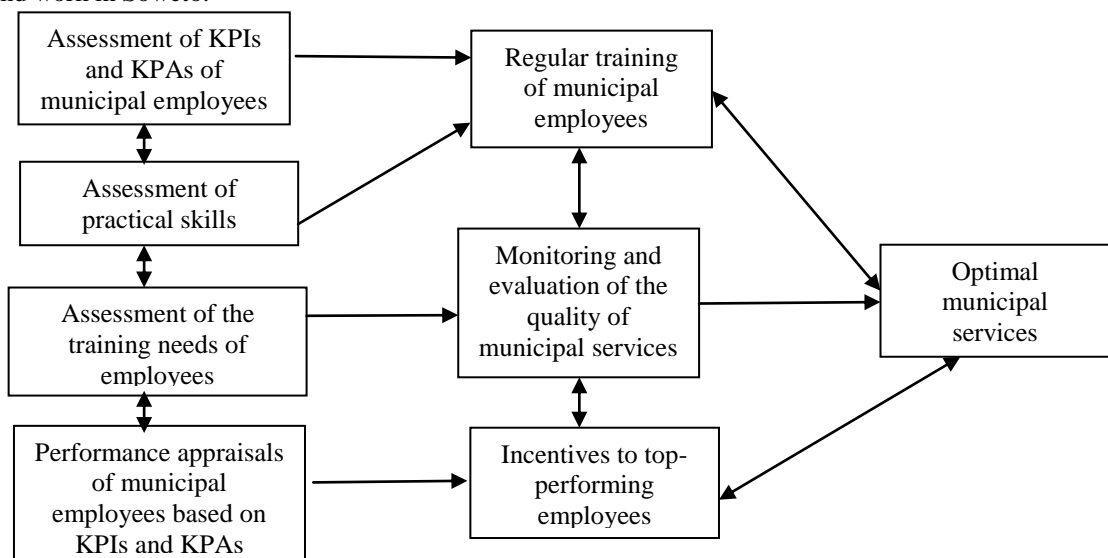 and work in Soweto.
Assessment of KPIs
and KPAs of
municipal employees
Regular training
of municipal
employees
Assessment of
practical skills
Monitoring and
evaluation of the
quality of
municipal services
Optimal
municipal
services
Assessment of the
training needs of
employees
Performance appraisals
of municipal
employees based on
KPIs and KPAs
Incentives to top-
performing
employees